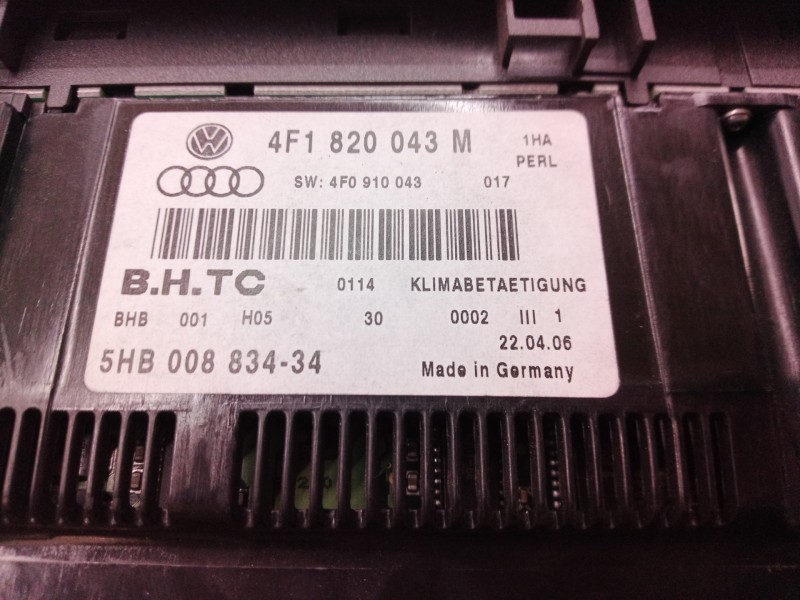 VW
4F1 820 043 M 1HA
PERL
SW: 4F0 910 043 017
B.H.TC 0114 KLIMABETAETIGUNG
BHB 001 H05 30 0002 III 1
22.04.06
5HB 008 834-34 Made in Germany